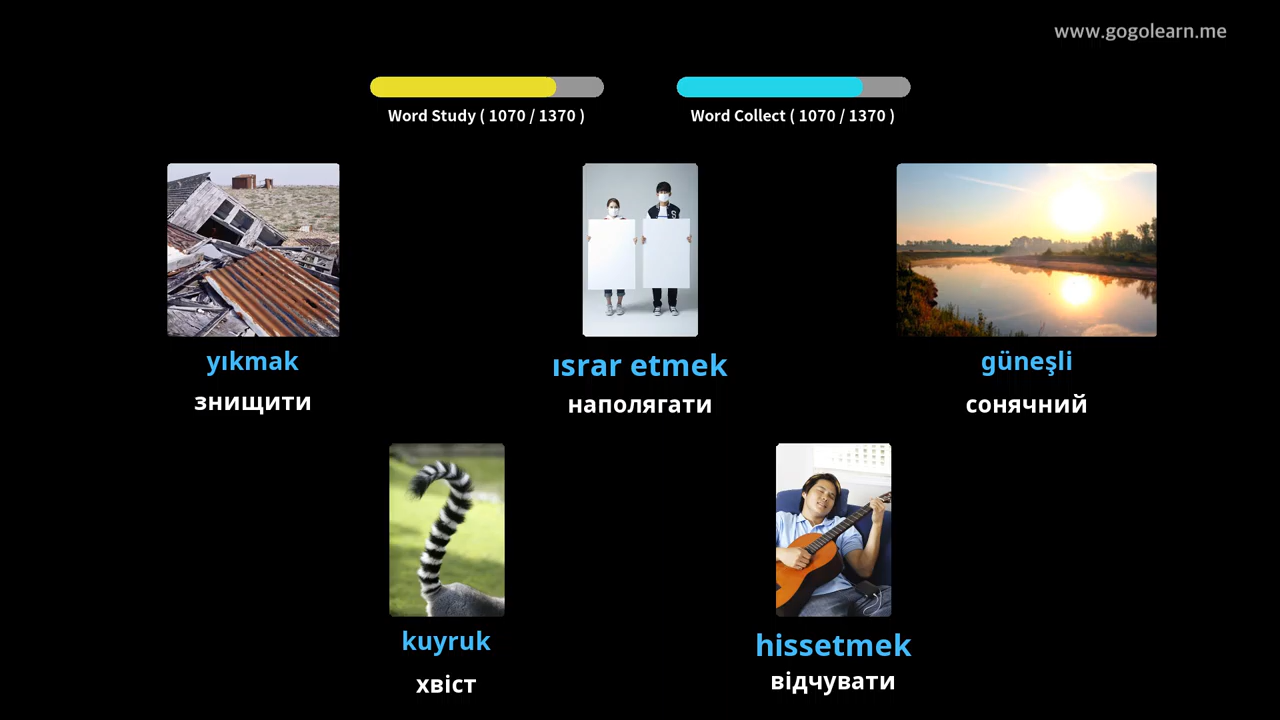 www.gogolearn.me
Word Study ( 1070 / 1370 )
Word Collect ( 1070 / 1370 )
yıkmak
знищити
ısrar etmek
наполягати
güneşli
сонячний
kuyruk
хвіст
hissetmek
відчувати